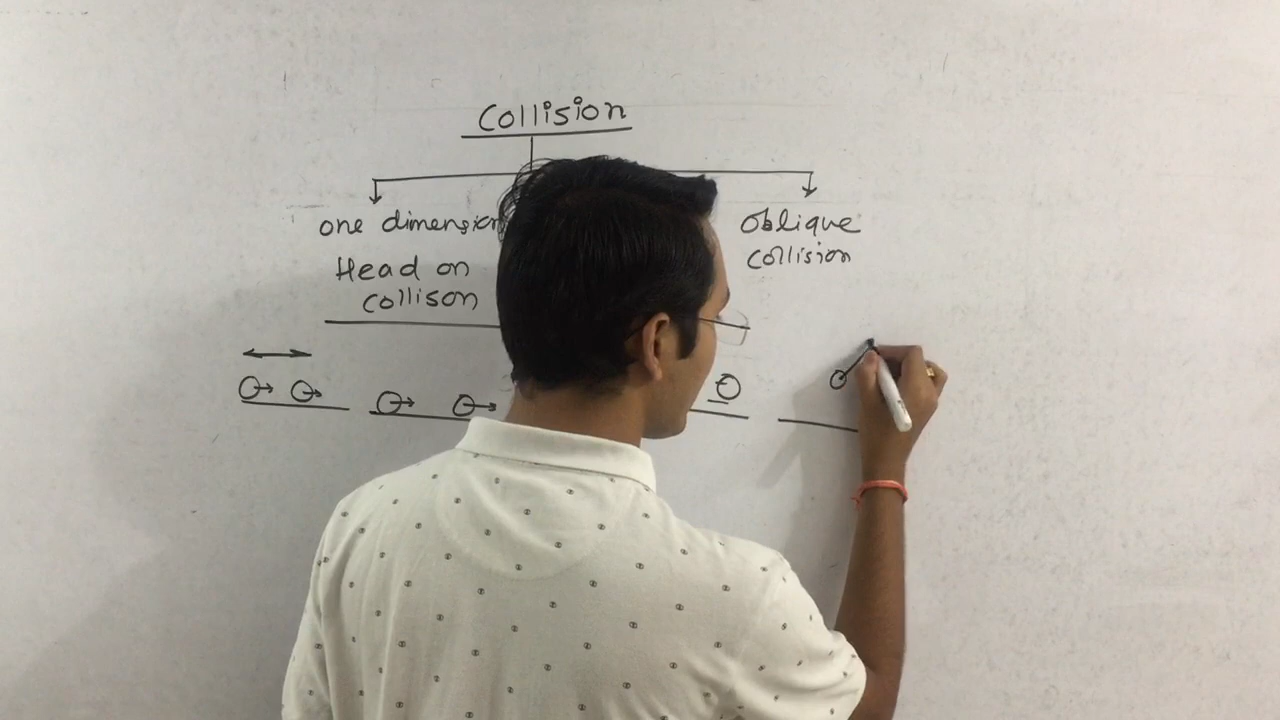 Collision
one dimension
Head on
collison
Oblique
collision